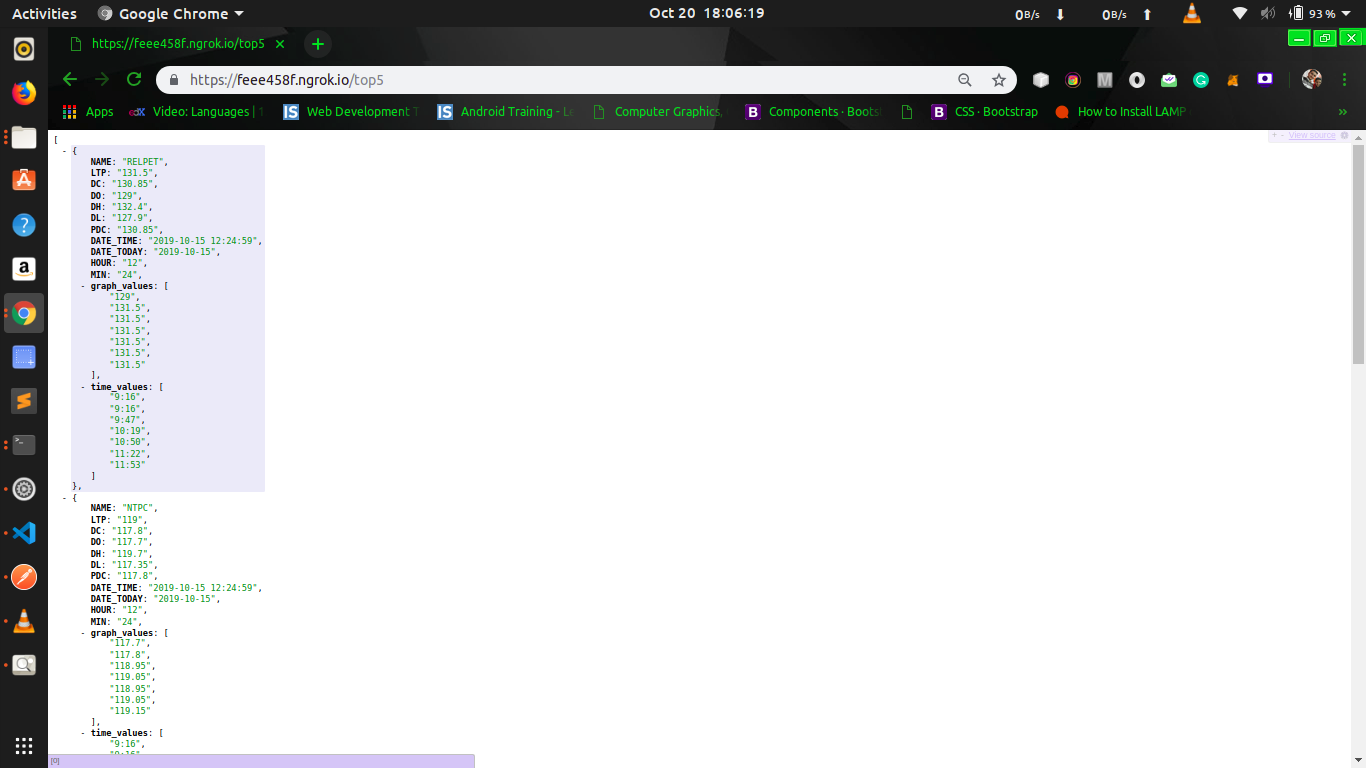 Activities Google Chrome Oct 20 18:06:19 0B/s 0B/s 93 %
https://feee458f.ngrok.io/top5
https://feee458f.ngrok.io/top5
Apps Video: Languages | Web Development T Android Training - Le Computer Graphics, Components · Boots CSS · Bootstrap How to Install LAMP
+ - View source
[
- {
NAME: "RELPET",
LTP: "131.5",
DC: "130.85",
DO: "129",
DH: "132.4",
DL: "127.9",
PDC: "130.85",
DATE_TIME: "2019-10-15 12:24:59",
DATE_TODAY: "2019-10-15",
HOUR: "12",
MIN: "24",
- graph_values: [
"129",
"131.5",
"131.5",
"131.5",
"131.5",
"131.5",
"131.5"
],
- time_values: [
"9:16",
"9:16",
"9:47",
"10:19",
"10:50",
"11:22",
"11:53"
]
},
- {
NAME: "NTPC",
LTP: "119",
DC: "117.8",
DO: "117.7",
DH: "119.7",
DL: "117.35",
PDC: "117.8",
DATE_TIME: "2019-10-15 12:24:59",
DATE_TODAY: "2019-10-15",
HOUR: "12",
MIN: "24",
- graph_values: [
"117.7",
"117.8",
"118.95",
"119.05",
"118.95",
"119.05",
"119.15"
],
- time_values: [
"9:16",
[0]